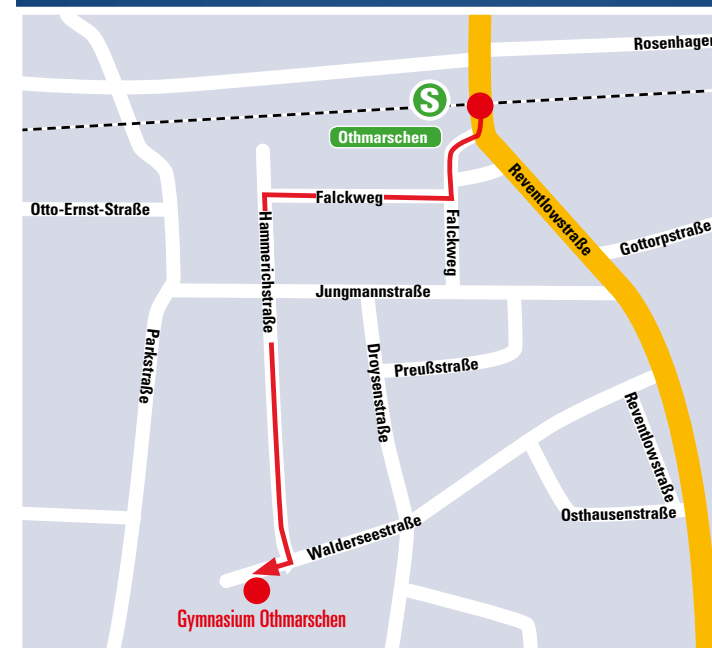 Rosenhagen
S
Othmarschen
Reventlowstraße
Falckweg
Otto-Ernst-Straße
Hammerichstraße
Falckweg
Gottorpstraße
Jungmannstraße
Parkstraße
Droysenstraße
Preußstraße
Reventlowstraße
Osthausenstraße
Walderseestraße
Gymnasium Othmarschen